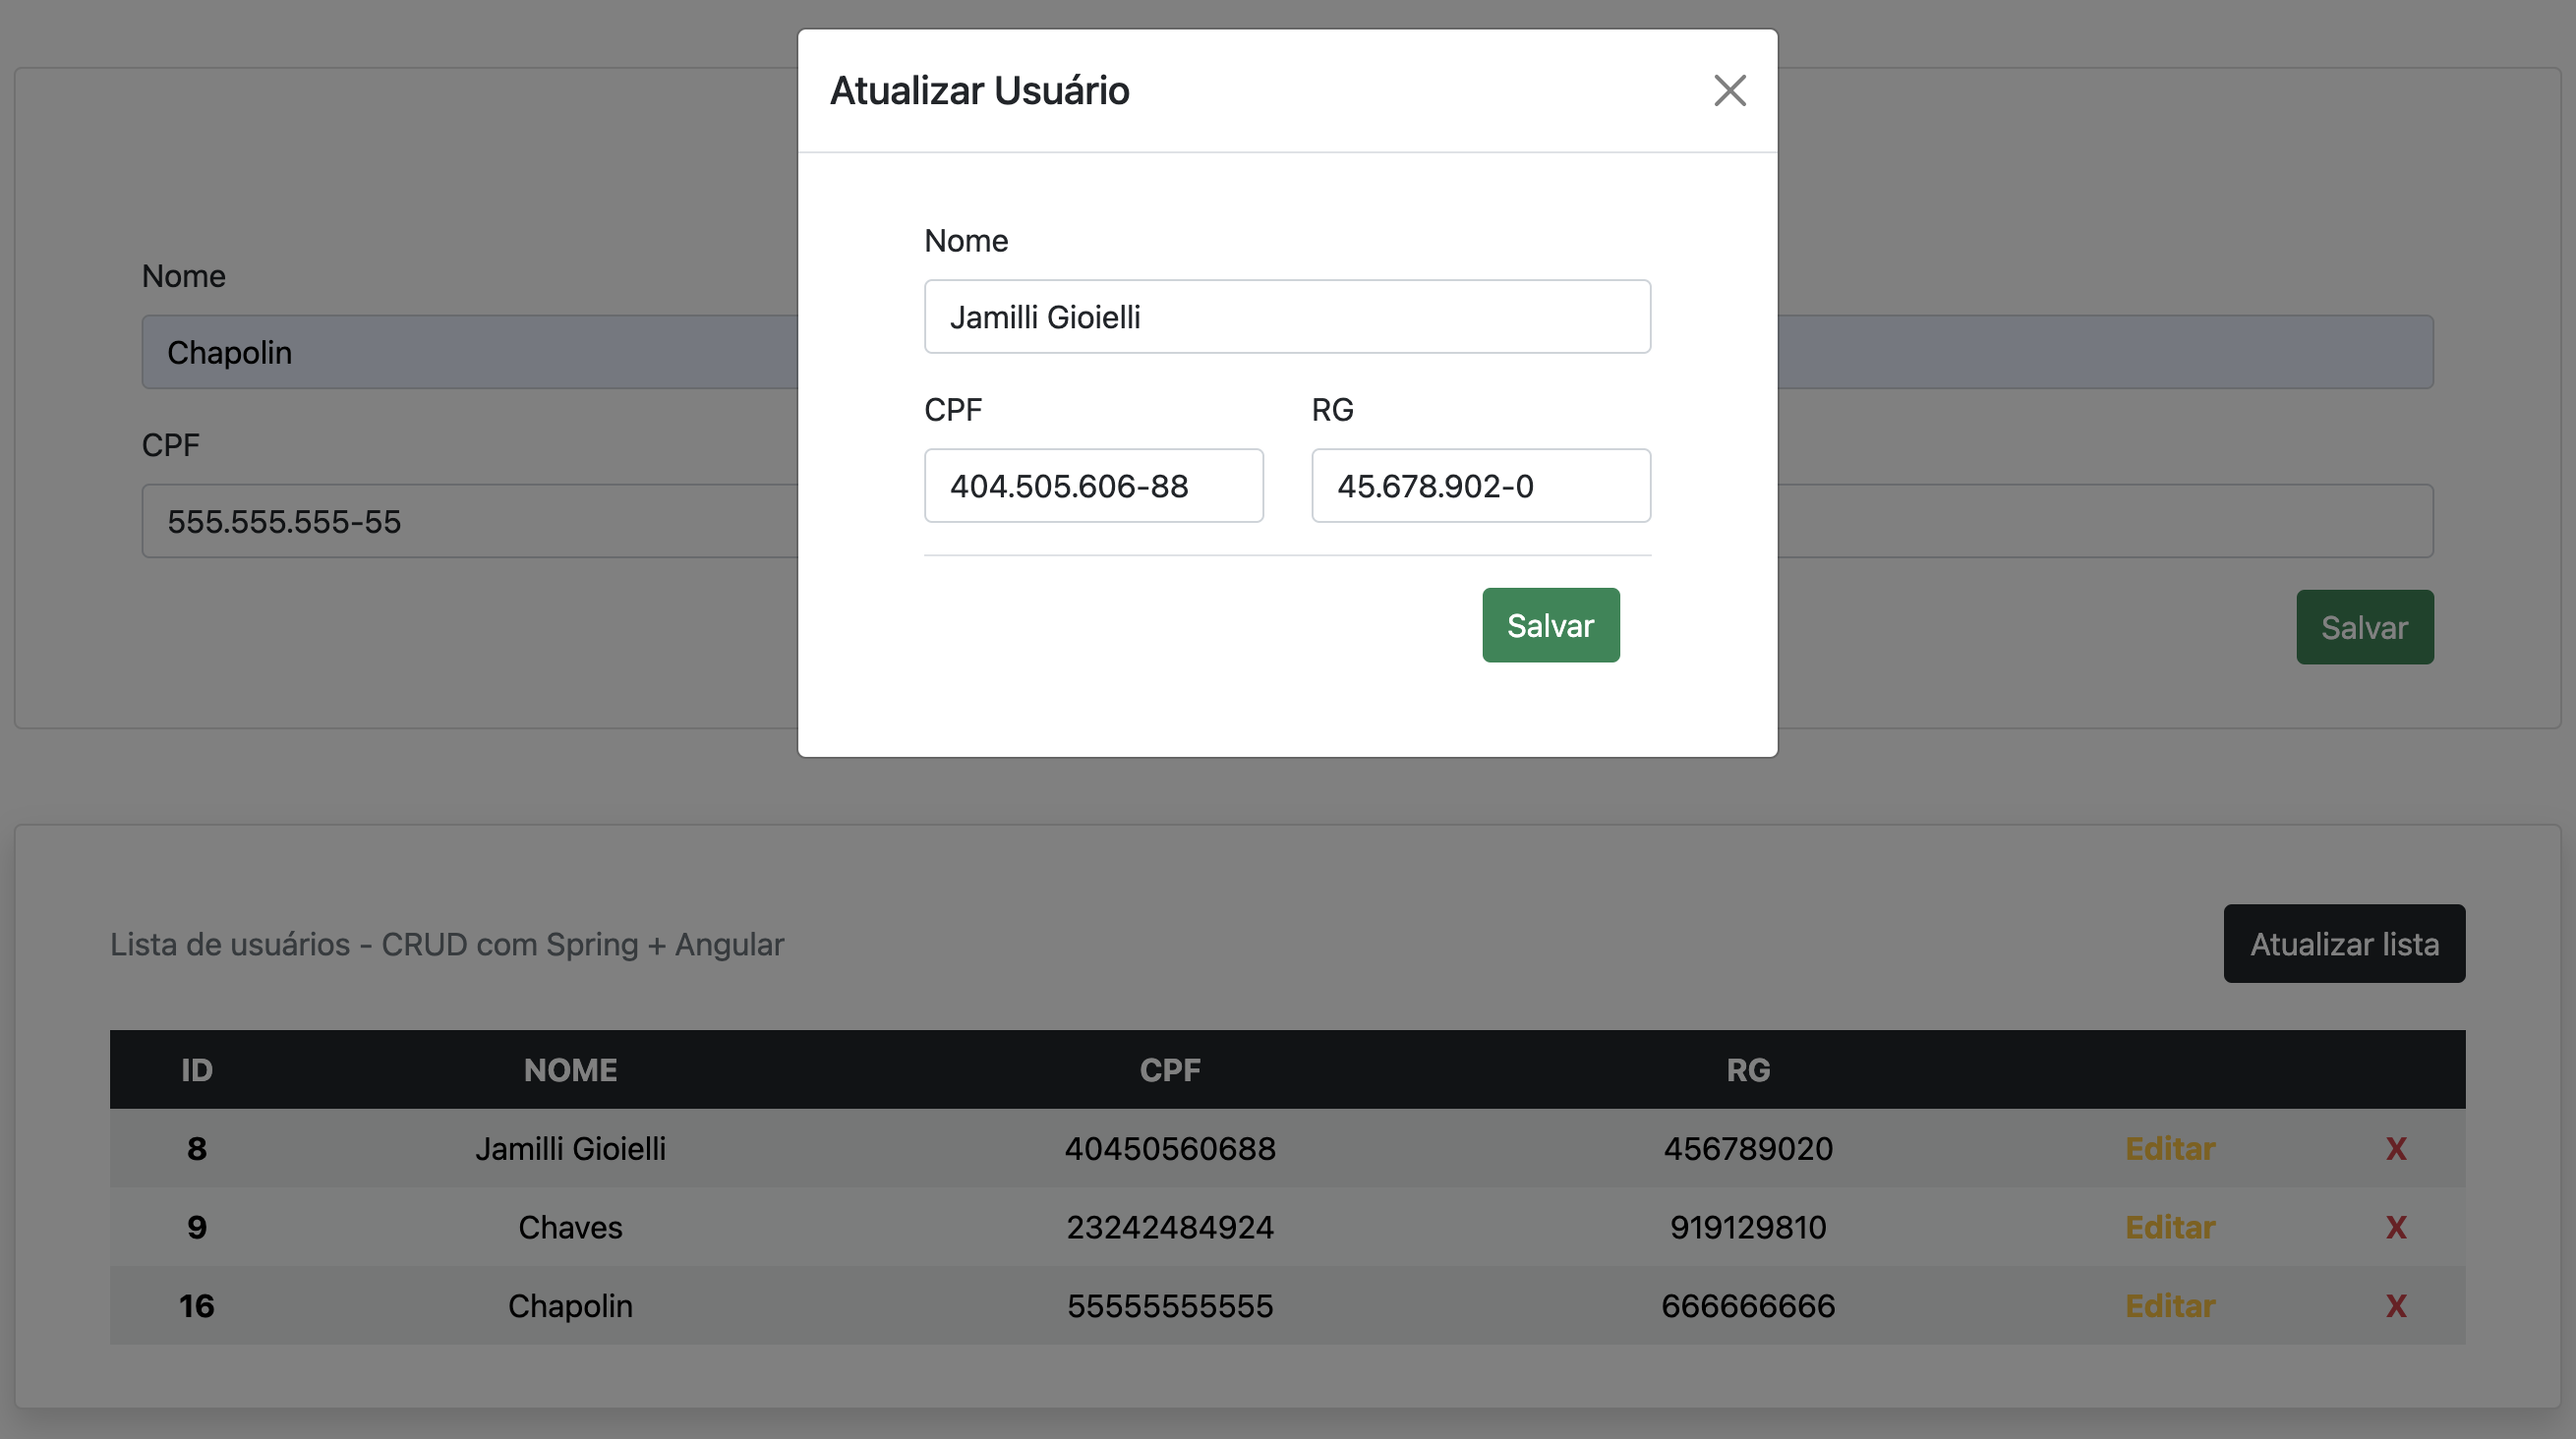 Atualizar Usuário
Nome
Jamilli Gioielli
CPF RG
404.505.606-88 45.678.902-0
Salvar
Nome
Chapolin
CPF
555.555.555-55
Salvar
Lista de usuários - CRUD com Spring + Angular Atualizar lista
ID NOME CPF RG
8 Jamilli Gioielli 40450560688 456789020 Editar X
9 Chaves 23242484924 919129810 Editar X
16 Chapolin 55555555555 666666666 Editar X